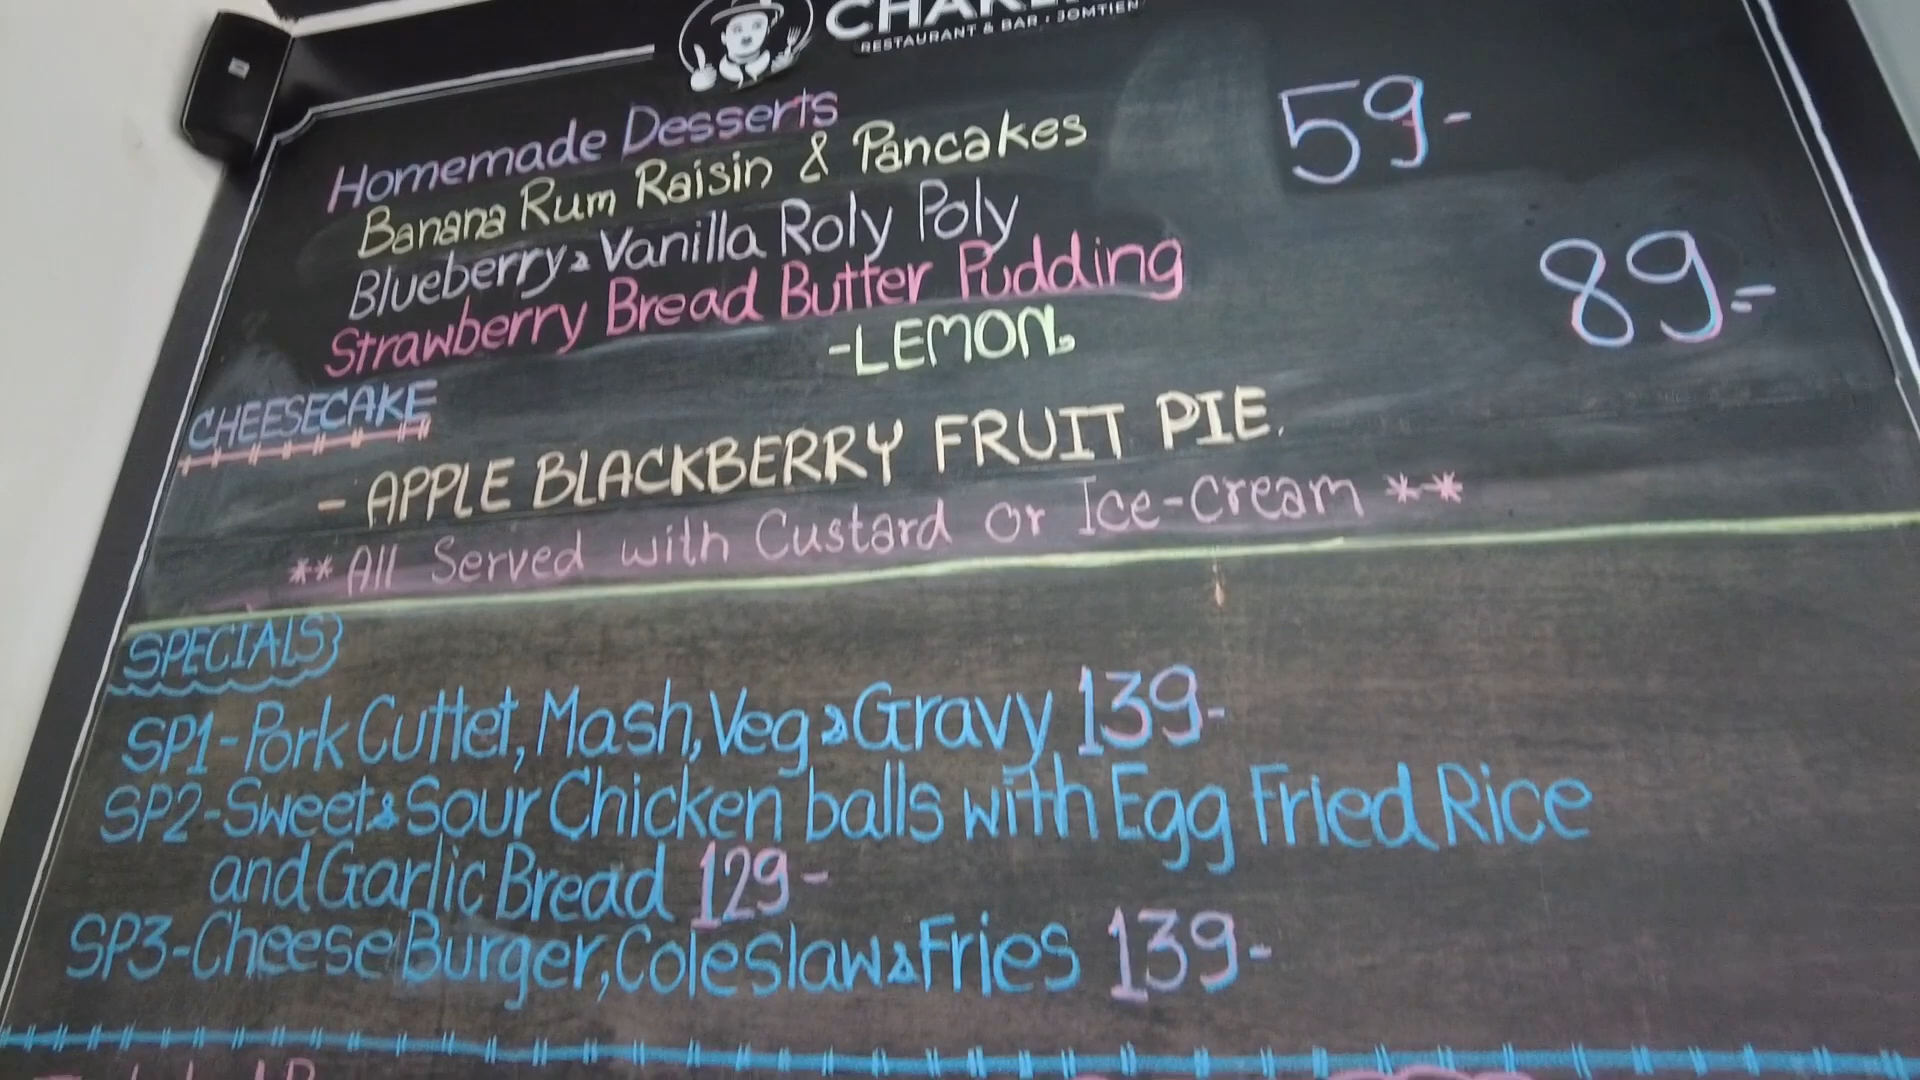 RESTAURANT & BAR · JOMTIEN
Homemade Desserts 59-
Banana Rum Raisin & Pancakes
Blueberry & Vanilla Roly Poly
Strawberry Bread Butter Pudding 89.-
-LEMON.
CHEESECAKE
- APPLE BLACKBERRY FRUIT PIE.
** All Served with Custard or Ice-cream **
SPECIALS
SP1-Pork Cuttet, Mash, Veg & Gravy 139-
SP2-Sweet & Sour Chicken balls with Egg Fried Rice
and Garlic Bread 129-
SP3-Cheese Burger, Coleslaw & Fries 139-